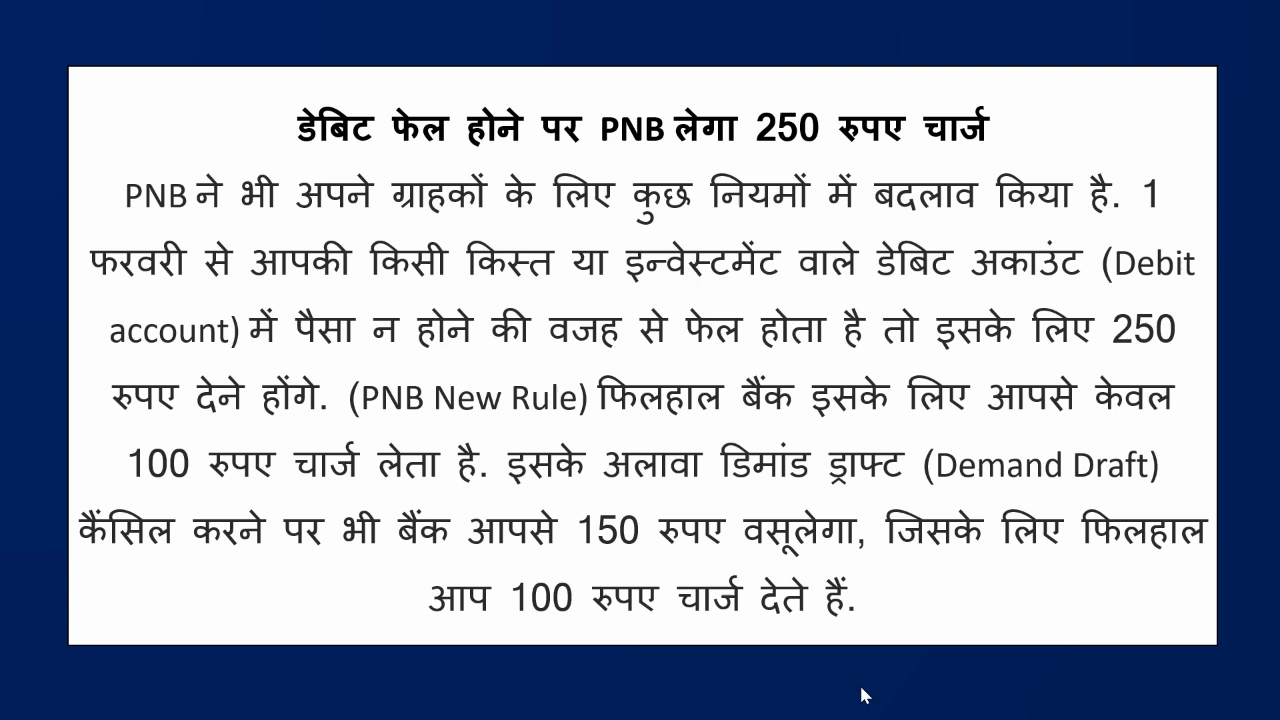 डेबिट फेल होने पर PNB लेगा 250 रुपए चार्ज
PNB ने भी अपने ग्राहकों के लिए कुछ नियमों में बदलाव किया है. 1
फरवरी से आपकी किसी किस्त या इन्वेस्टमेंट वाले डेबिट अकाउंट (Debit
account) में पैसा न होने की वजह से फेल होता है तो इसके लिए 250
रुपए देने होंगे. (PNB New Rule) फिलहाल बैंक इसके लिए आपसे केवल
100 रुपए चार्ज लेता है. इसके अलावा डिमांड ड्राफ्ट (Demand Draft)
कैंसिल करने पर भी बैंक आपसे 150 रुपए वसूलेगा, जिसके लिए फिलहाल
आप 100 रुपए चार्ज देते हैं.